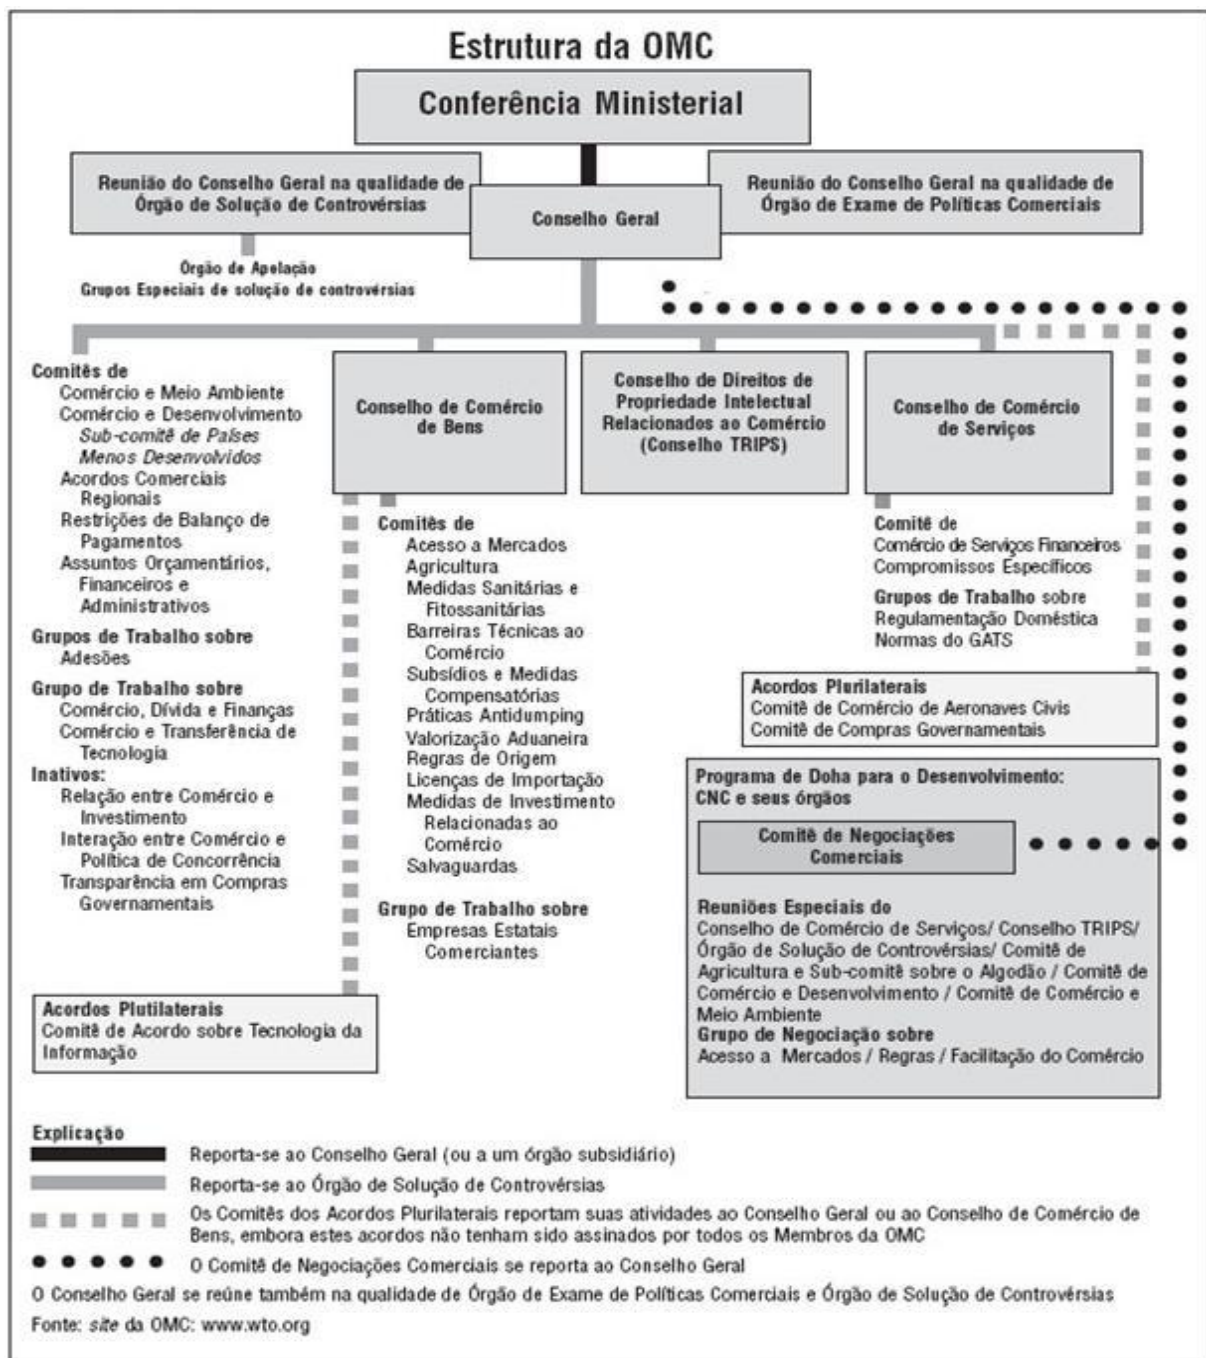 Estrutura da OMC
Conferência Ministerial
Reunião do Conselho Geral na qualidade de
Órgão de Solução de Controvérsias
Conselho Geral
Reunião do Conselho Geral na qualidade de
Órgão de Exame de Políticas Comerciais
Órgão de Apelação
Grupos Especiais de solução de controvérsias
Comitês de
Comércio e Meio Ambiente
Comércio e Desenvolvimento
Sub-comitê de Países
Menos Desenvolvidos
Acordos Comerciais
Regionais
Restrições de Balanço de
Pagamentos
Assuntos Orçamentários,
Financeiros e
Administrativos
Grupos de Trabalho sobre
Adesões
Grupo de Trabalho sobre
Comércio, Dívida e Finanças
Comércio e Transferência de
Tecnologia
Inativos:
Relação entre Comércio e
Investimento
Interação entre Comércio e
Política de Concorrência
Transparência em Compras
Governamentais
Acordos Plutilaterais
Comitê de Acordo sobre Tecnologia da
Informação
Conselho de Comércio
de Bens
Comitês de
Acesso a Mercados
Agricultura
Medidas Sanitárias e
Fitossanitárias
Barreiras Técnicas ao
Comércio
Subsídios e Medidas
Compensatórias
Práticas Antidumping
Valorização Aduaneira
Regras de Origem
Licenças de Importação
Medidas de Investimento
Relacionadas ao
Comércio
Salvaguardas
Grupo de Trabalho sobre
Empresas Estatais
Comerciantes
Conselho de Direitos de
Propriedade Intelectual
Relacionados ao Comércio
(Conselho TRIPS)
Conselho de Comércio
de Serviços
Comitê de
Comércio de Serviços Financeiros
Compromissos Específicos
Grupos de Trabalho sobre
Regulamentação Doméstica
Normas do GATS
Acordos Plurilaterais
Comitê de Comércio de Aeronaves Civis
Comitê de Compras Governamentais
Programa de Doha para o Desenvolvimento:
CNC e seus órgãos
Comitê de Negociações
Comerciais
Reuniões Especiais do
Conselho de Comércio de Serviços/ Conselho TRIPS/
Órgão de Solução de Controvérsias/ Comitê de
Agricultura e Sub-comitê sobre o Algodão / Comitê de
Comércio e Desenvolvimento / Comitê de Comércio e
Meio Ambiente
Grupo de Negociação sobre
Acesso a Mercados / Regras / Facilitação do Comércio
Explicação
Reporta-se ao Conselho Geral (ou a um órgão subsidiário)
Reporta-se ao Órgão de Solução de Controvérsias
Os Comitês dos Acordos Plurilaterais reportam suas atividades ao Conselho Geral ou ao Conselho de Comércio de
Bens, embora estes acordos não tenham sido assinados por todos os Membros da OMC
O Comitê de Negociações Comerciais se reporta ao Conselho Geral
O Conselho Geral se reúne também na qualidade de Órgão de Exame de Políticas Comerciais e Órgão de Solução de Controvérsias
Fonte: site da OMC: www.wto.org